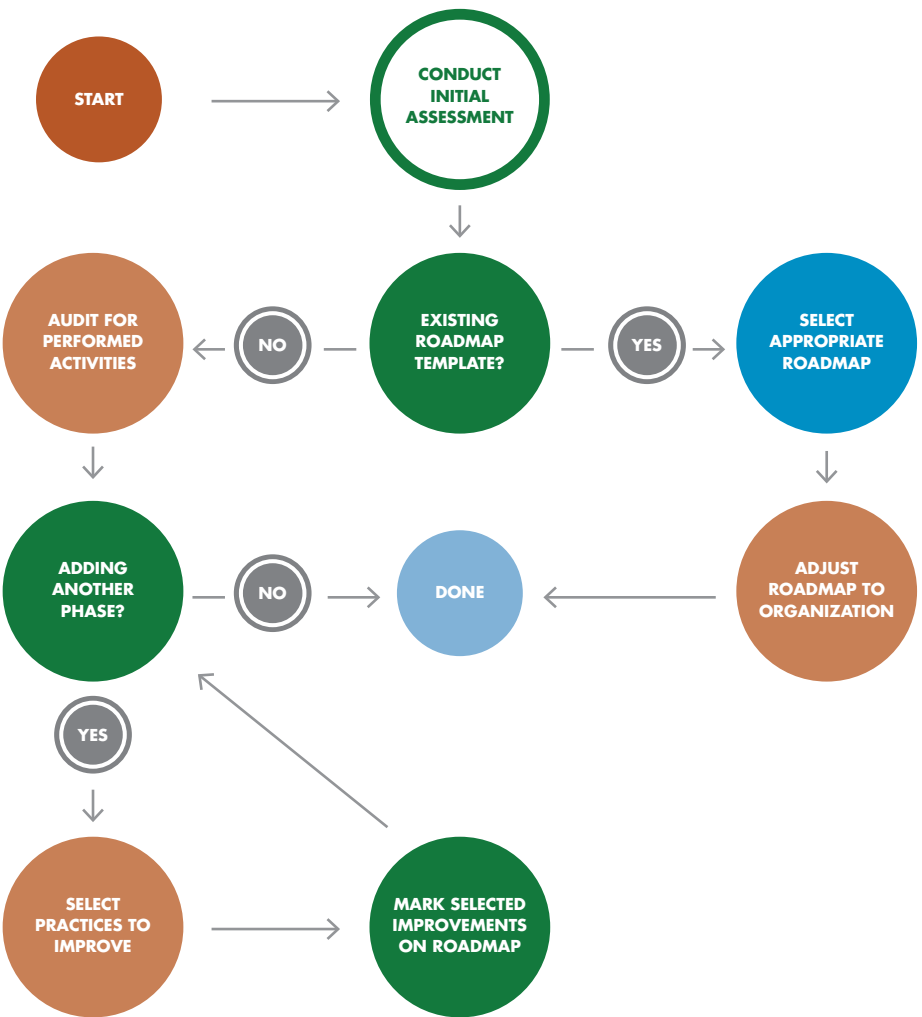 START
CONDUCT
INITIAL
ASSESSMENT
AUDIT FOR
PERFORMED
ACTIVITIES
NO
EXISTING
ROADMAP
TEMPLATE?
YES
SELECT
APPROPRIATE
ROADMAP
ADDING
ANOTHER
PHASE?
NO
DONE
ADJUST
ROADMAP TO
ORGANIZATION
YES
SELECT
PRACTICES TO
IMPROVE
MARK SELECTED
IMPROVEMENTS
ON ROADMAP